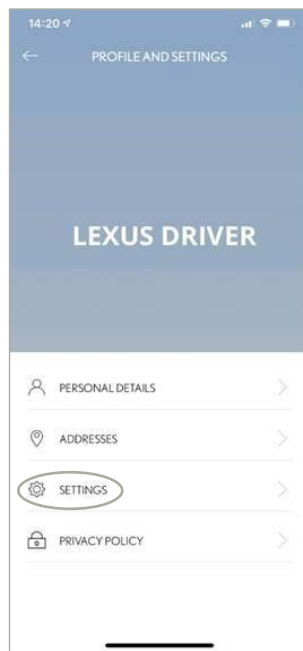 14:20
PROFILE AND SETTINGS
LEXUS DRIVER
PERSONAL DETAILS
ADDRESSES
SETTINGS
PRIVACY POLICY